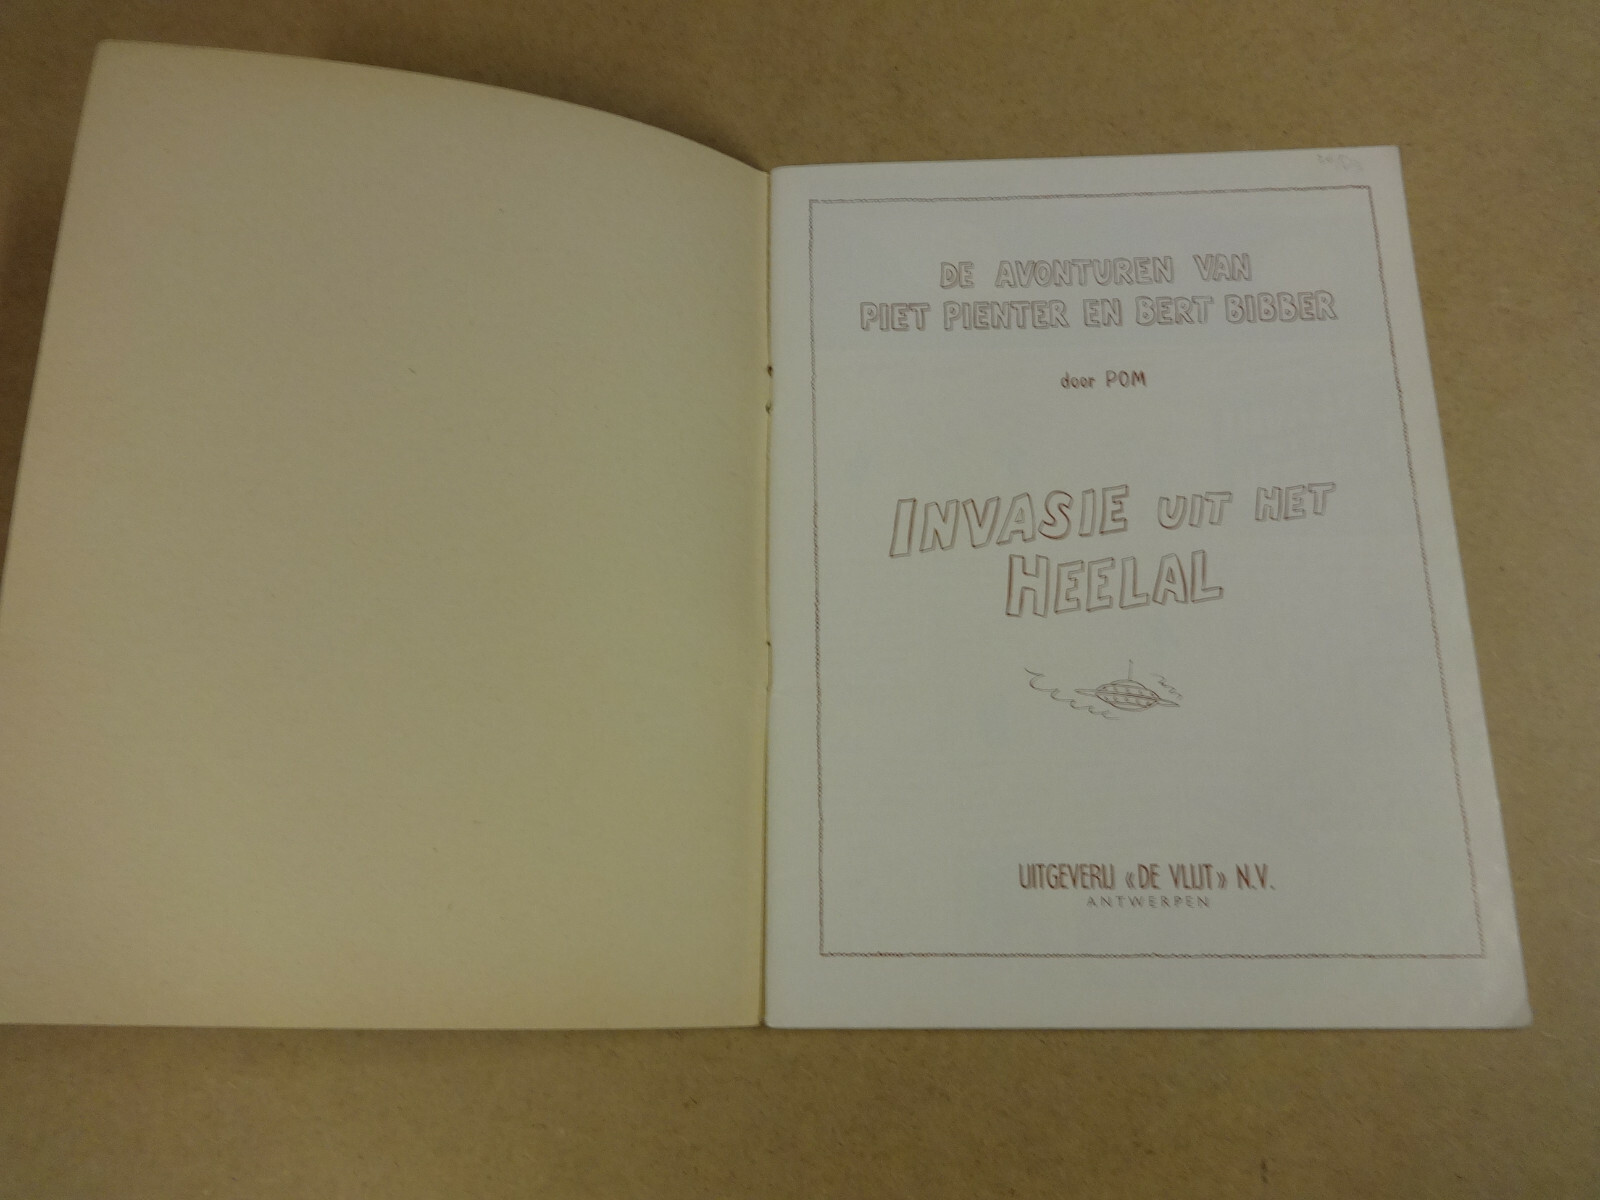 DE AVONTUREN VAN
PIET PIENTER EN BERT BIBBER
door POM
INVASIE UIT HET
HEELAL
UITGEVERIJ «DE VLIJT» N.V.
ANTWERPEN